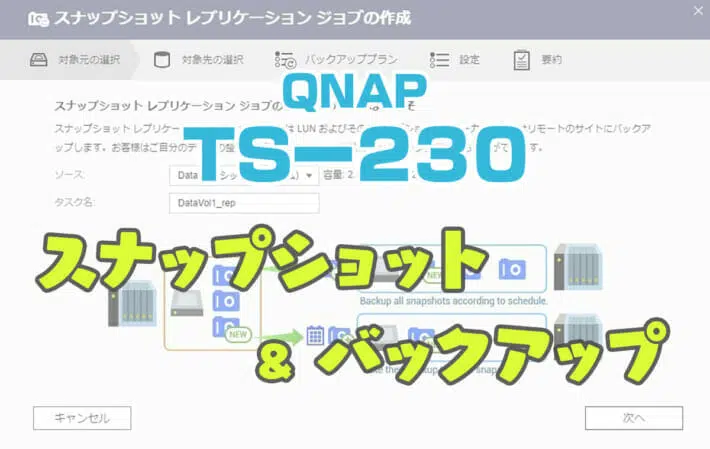 スナップショット レプリケーション ジョブの作成
対象元の選択
対象先の選択
バックアッププラン
設定
要約
QNAP
TSー230
スナップショット レプリケーション ジョブの
スナップショット レプリケー
LUN およびその
リモートのサイトにバックア
ップします。お客様はご自分のデ
ソース:
Data
容量: 2.
タスク名:
DataVol1_rep
スナップショット
NEW
Backup all snapshots according to schedule.
NEW
& バックアップ
キャンセル
次へ